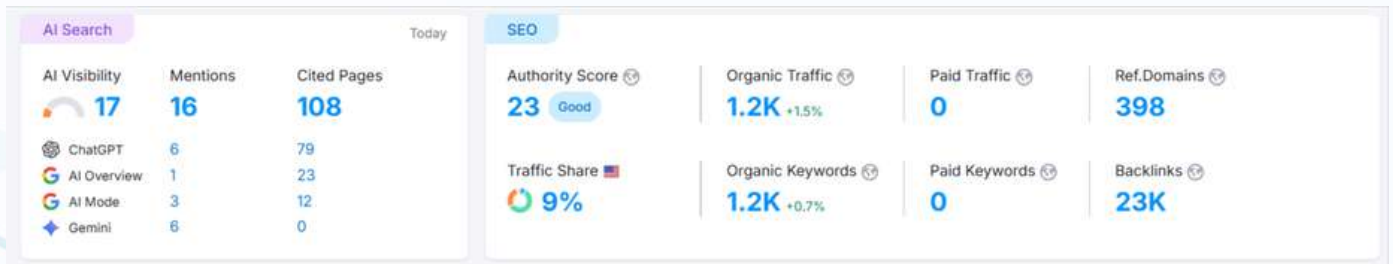 AI Search
Today
AI Visibility
Mentions
Cited Pages
17
16
108
ChatGPT
6
79
AI Overview
1
23
AI Mode
3
12
Gemini
6
0
SEO
Authority Score
Organic Traffic
Paid Traffic
Ref.Domains
23 Good
1.2K +1.5%
0
398
Traffic Share
Organic Keywords
Paid Keywords
Backlinks
9%
1.2K +0.7%
0
23K